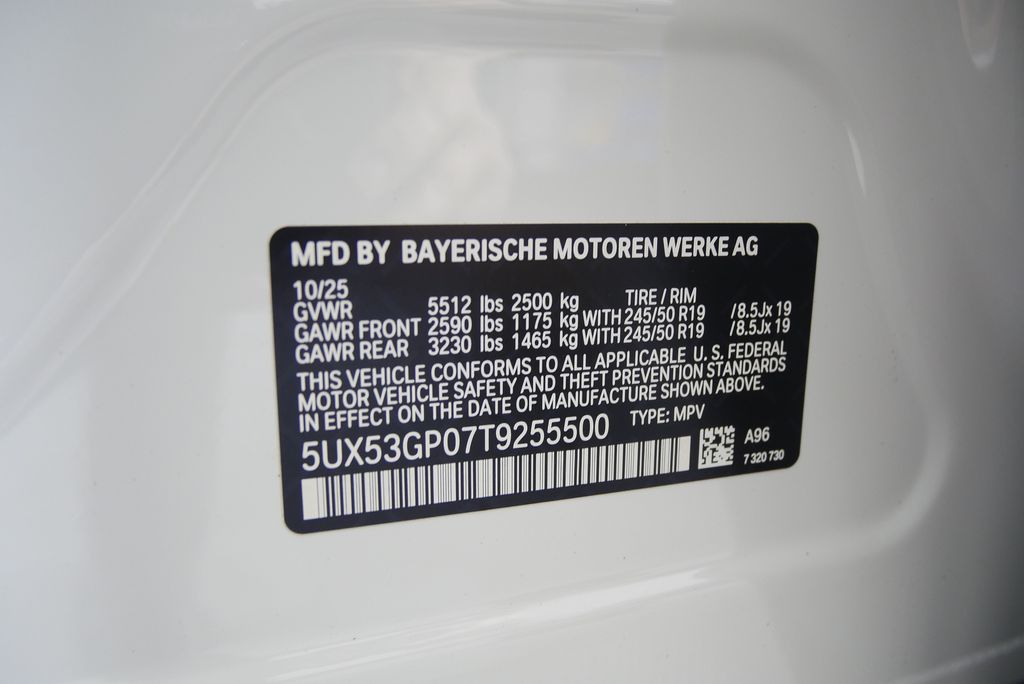 MFD BY BAYERISCHE MOTOREN WERKE AG
10/25 TIRE / RIM
GVWR 5512 lbs 2500 kg
GAWR FRONT 2590 lbs 1175 kg WITH 245/50 R19 /8.5Jx 19
GAWR REAR 3230 lbs 1465 kg WITH 245/50 R19 /8.5Jx 19
THIS VEHICLE CONFORMS TO ALL APPLICABLE U. S. FEDERAL
MOTOR VEHICLE SAFETY AND THEFT PREVENTION STANDARDS
IN EFFECT ON THE DATE OF MANUFACTURE SHOWN ABOVE.
5UX53GP07T9255500 TYPE: MPV
A96
7 320 730